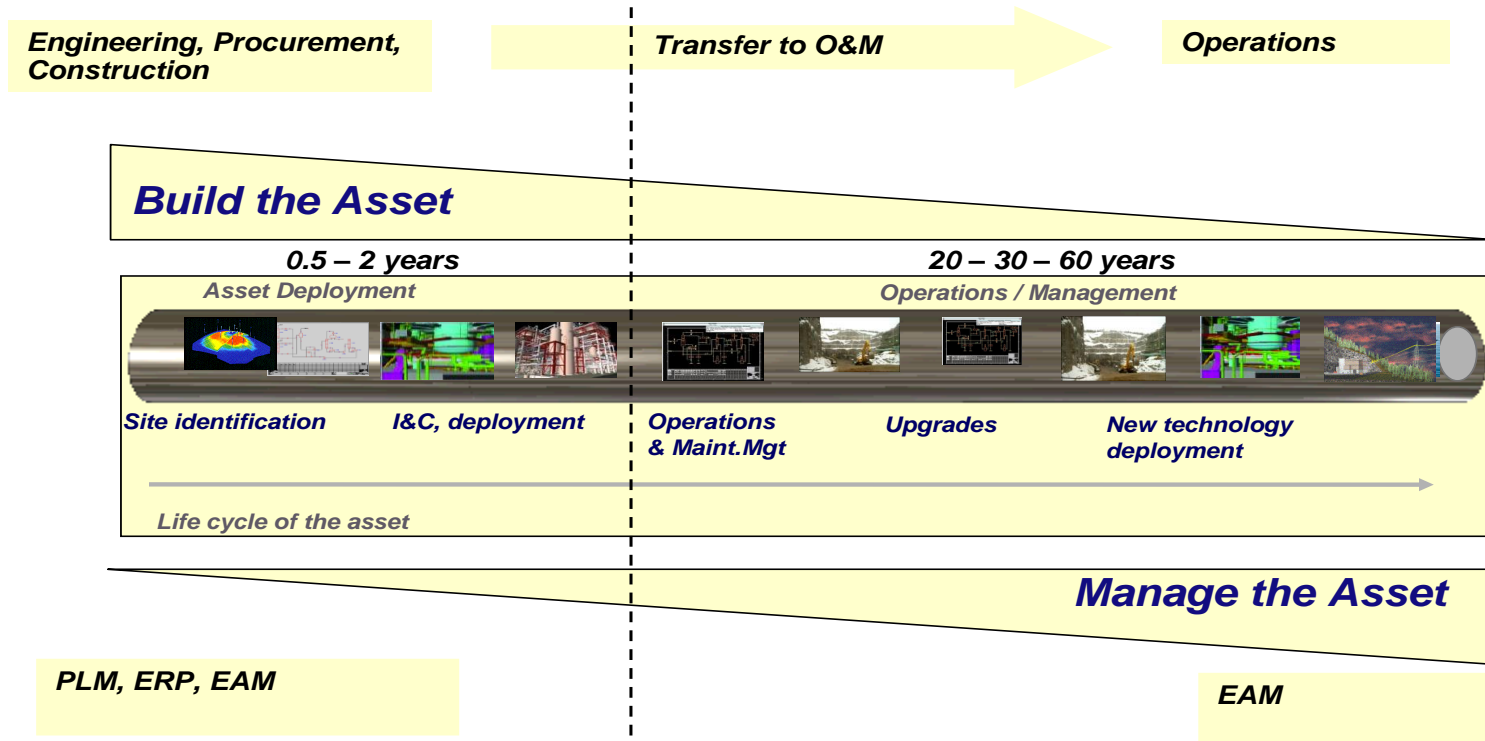 Engineering, Procurement,
Construction
Transfer to O&M
Operations
Build the Asset
0.5 – 2 years
20 – 30 – 60 years
Asset Deployment
Operations / Management
Site identification
I&C, deployment
Operations
& Maint.Mgt
Upgrades
New technology
deployment
Life cycle of the asset
Manage the Asset
PLM, ERP, EAM
EAM